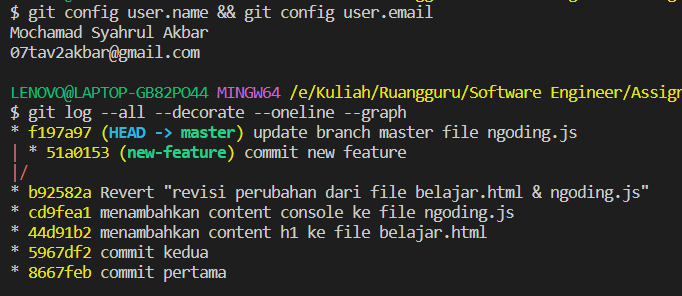 $ git config user.name && git config user.email
Mochamad Syahrul Akbar
07tav2akbar@gmail.com
LENOVO@LAPTOP-GB82PO44 MINGW64 /e/Kuliah/Ruangguru/Software Engineer/Assign
$ git log --all --decorate --oneline --graph
* f197a97 (HEAD -> master) update branch master file ngoding.js
| * 51a0153 (new-feature) commit new feature
|/
* b92582a Revert "revisi perubahan dari file belajar.html & ngoding.js"
* cd9fea1 menambahkan content console ke file ngoding.js
* 44d91b2 menambahkan content h1 ke file belajar.html
* 5967df2 commit kedua
* 8667feb commit pertama